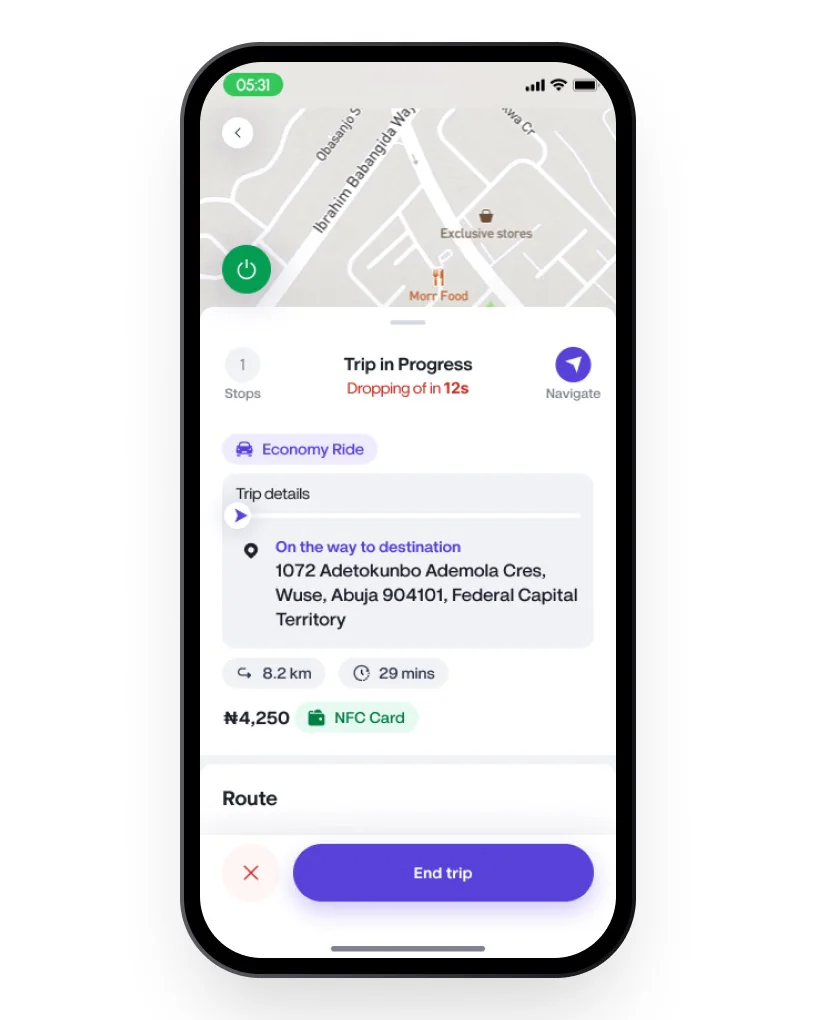 05:31
Obasanjo S
Ibrahim Babangida Way
kwa Cr
Exclusive stores
Morr Food
1
Stops
Trip in Progress
Dropping of in 12s
Navigate
Economy Ride
Trip details
On the way to destination
1072 Adetokunbo Ademola Cres,
Wuse, Abuja 904101, Federal Capital
Territory
8.2 km
29 mins
₦4,250
NFC Card
Route
End trip